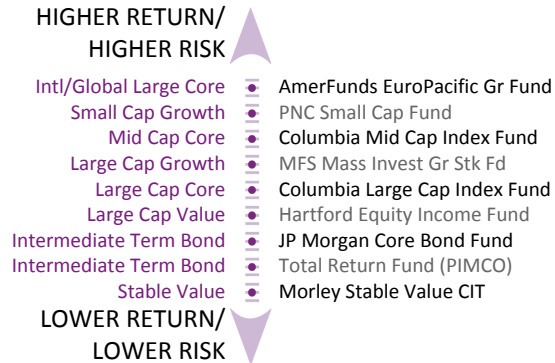 HIGHER RETURN/
HIGHER RISK
Intl/Global Large Core AmerFunds EuroPacific Gr Fund
Small Cap Growth PNC Small Cap Fund
Mid Cap Core Columbia Mid Cap Index Fund
Large Cap Growth MFS Mass Invest Gr Stk Fd
Large Cap Core Columbia Large Cap Index Fund
Large Cap Value Hartford Equity Income Fund
Intermediate Term Bond JP Morgan Core Bond Fund
Intermediate Term Bond Total Return Fund (PIMCO)
Stable Value Morley Stable Value CIT
LOWER RETURN/
LOWER RISK